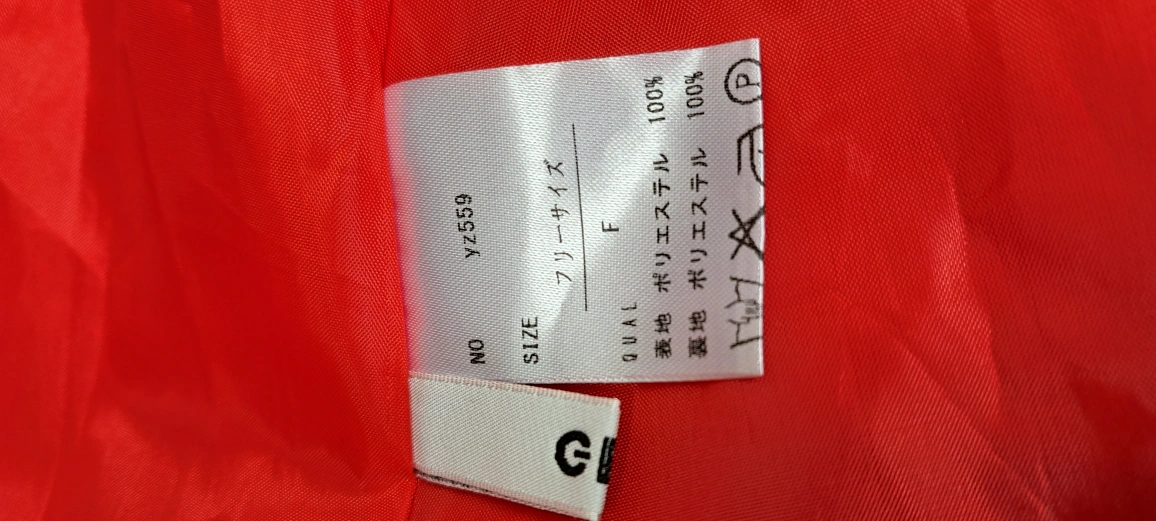 NO yz559
SIZE
フリーサイズ
F
QUAL
表地 ポリエステル 100%
裏地 ポリエステル 100%
P